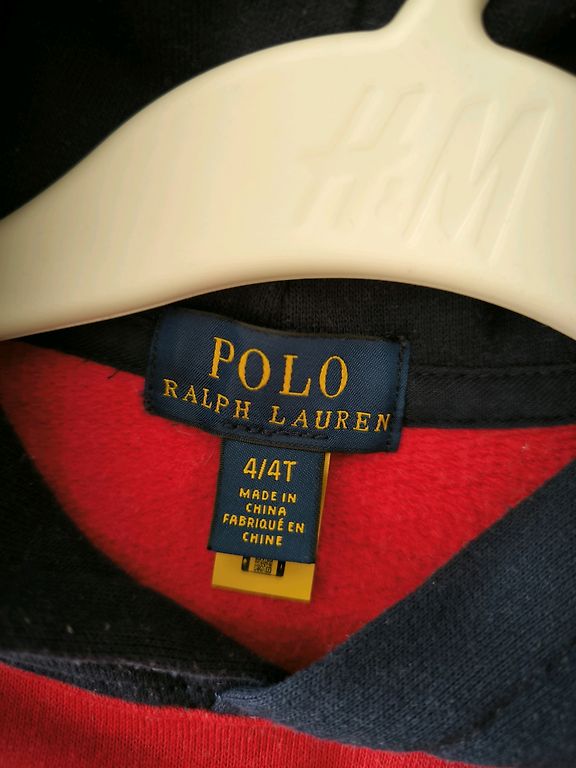 H&M
POLO
RALPH LAUREN
4/4T
MADE IN
CHINA
FABRIQUÉ EN
CHINE